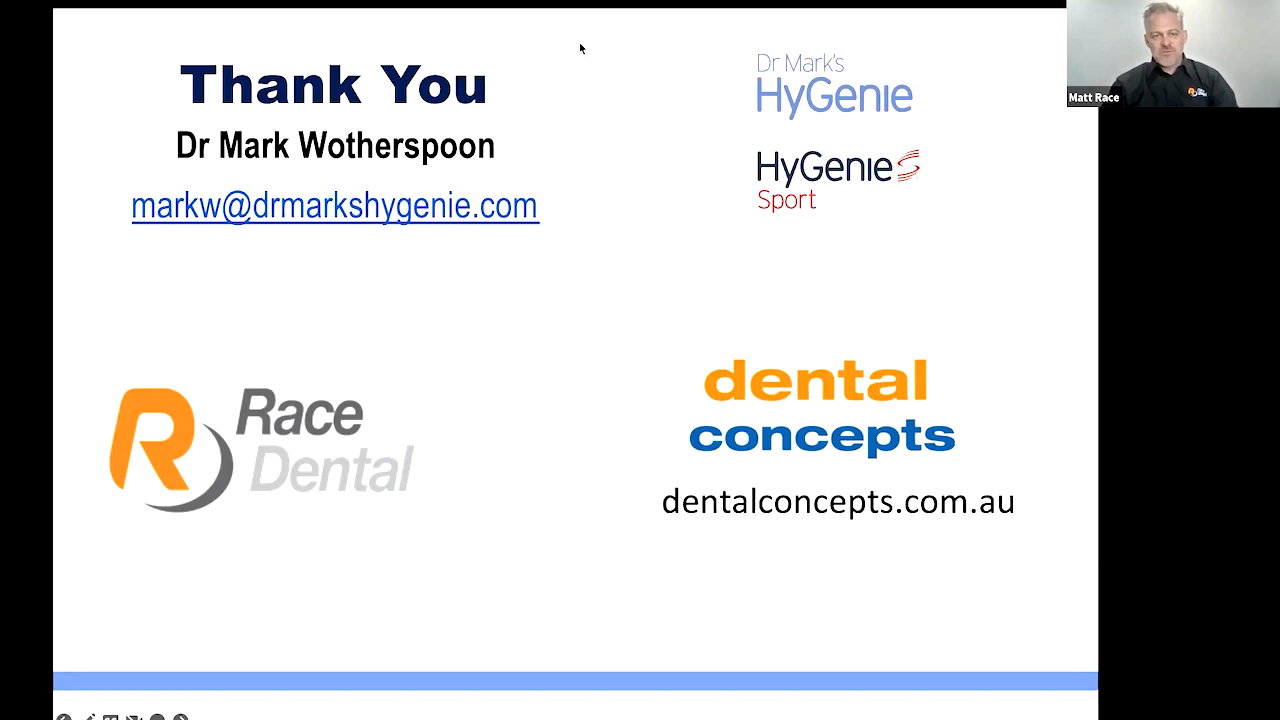 Thank You
Dr Mark Wotherspoon
markw@drmarkshygenie.com
Dr Mark's
HyGenie
HyGenie
Sport
Matt Race
Race
Dental
dental
concepts
dentalconcepts.com.au